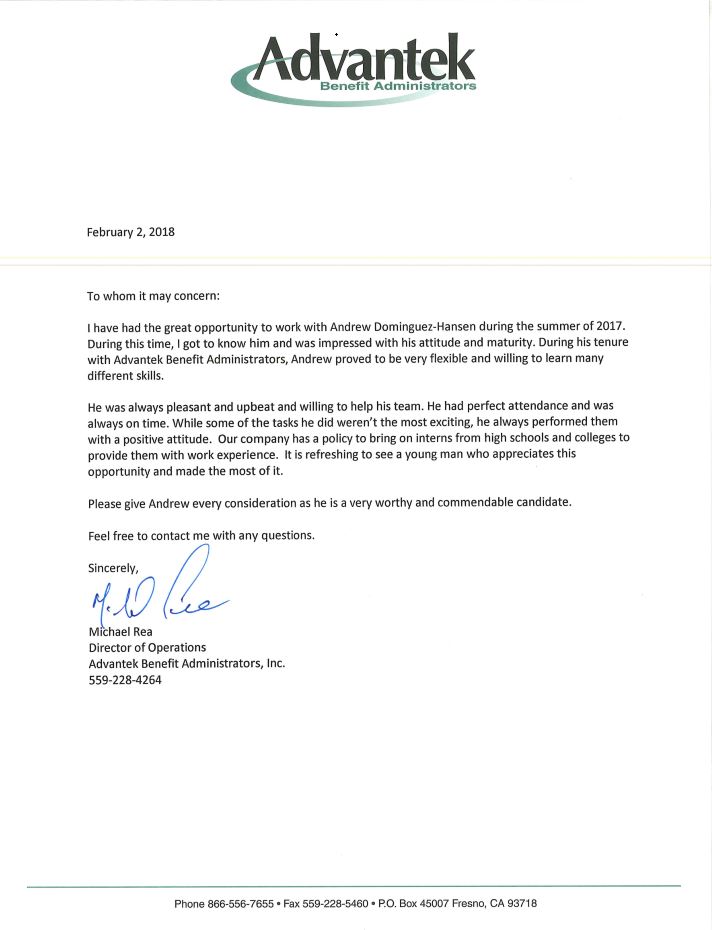 Advantek
Benefit Administrators
February 2, 2018
To whom it may concern:
I have had the great opportunity to work with Andrew Dominguez-Hansen during the summer of 2017.
During this time, I got to know him and was impressed with his attitude and maturity. During his tenure
with Advantek Benefit Administrators, Andrew proved to be very flexible and willing to learn many
different skills.
He was always pleasant and upbeat and willing to help his team. He had perfect attendance and was
always on time. While some of the tasks he did weren't the most exciting, he always performed them
with a positive attitude.  Our company has a policy to bring on interns from high schools and colleges to
provide them with work experience.  It is refreshing to see a young man who appreciates this
opportunity and made the most of it.
Please give Andrew every consideration as he is a very worthy and commendable candidate.
Feel free to contact me with any questions.
Sincerely,
Michael Rea
Director of Operations
Advantek Benefit Administrators, Inc.
559-228-4264
Phone 866-556-7655 • Fax 559-228-5460 • P.O. Box 45007 Fresno, CA 93718